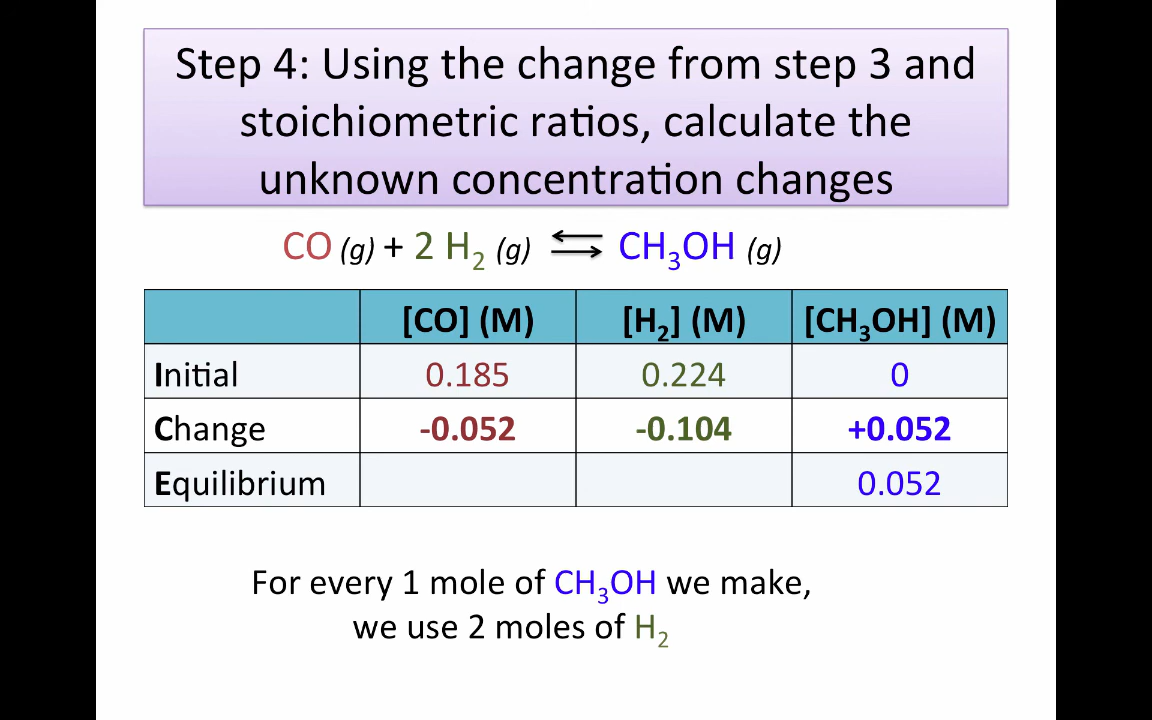 Step 4: Using the change from step 3 and
stoichiometric ratios, calculate the
unknown concentration changes
CO (g) + 2 H₂ (g) ⇆ CH₃OH (g)
[CO] (M) [H₂] (M) [CH₃OH] (M)
Initial 0.185 0.224 0
Change -0.052 -0.104 +0.052
Equilibrium 0.052
For every 1 mole of CH₃OH we make,
we use 2 moles of H₂